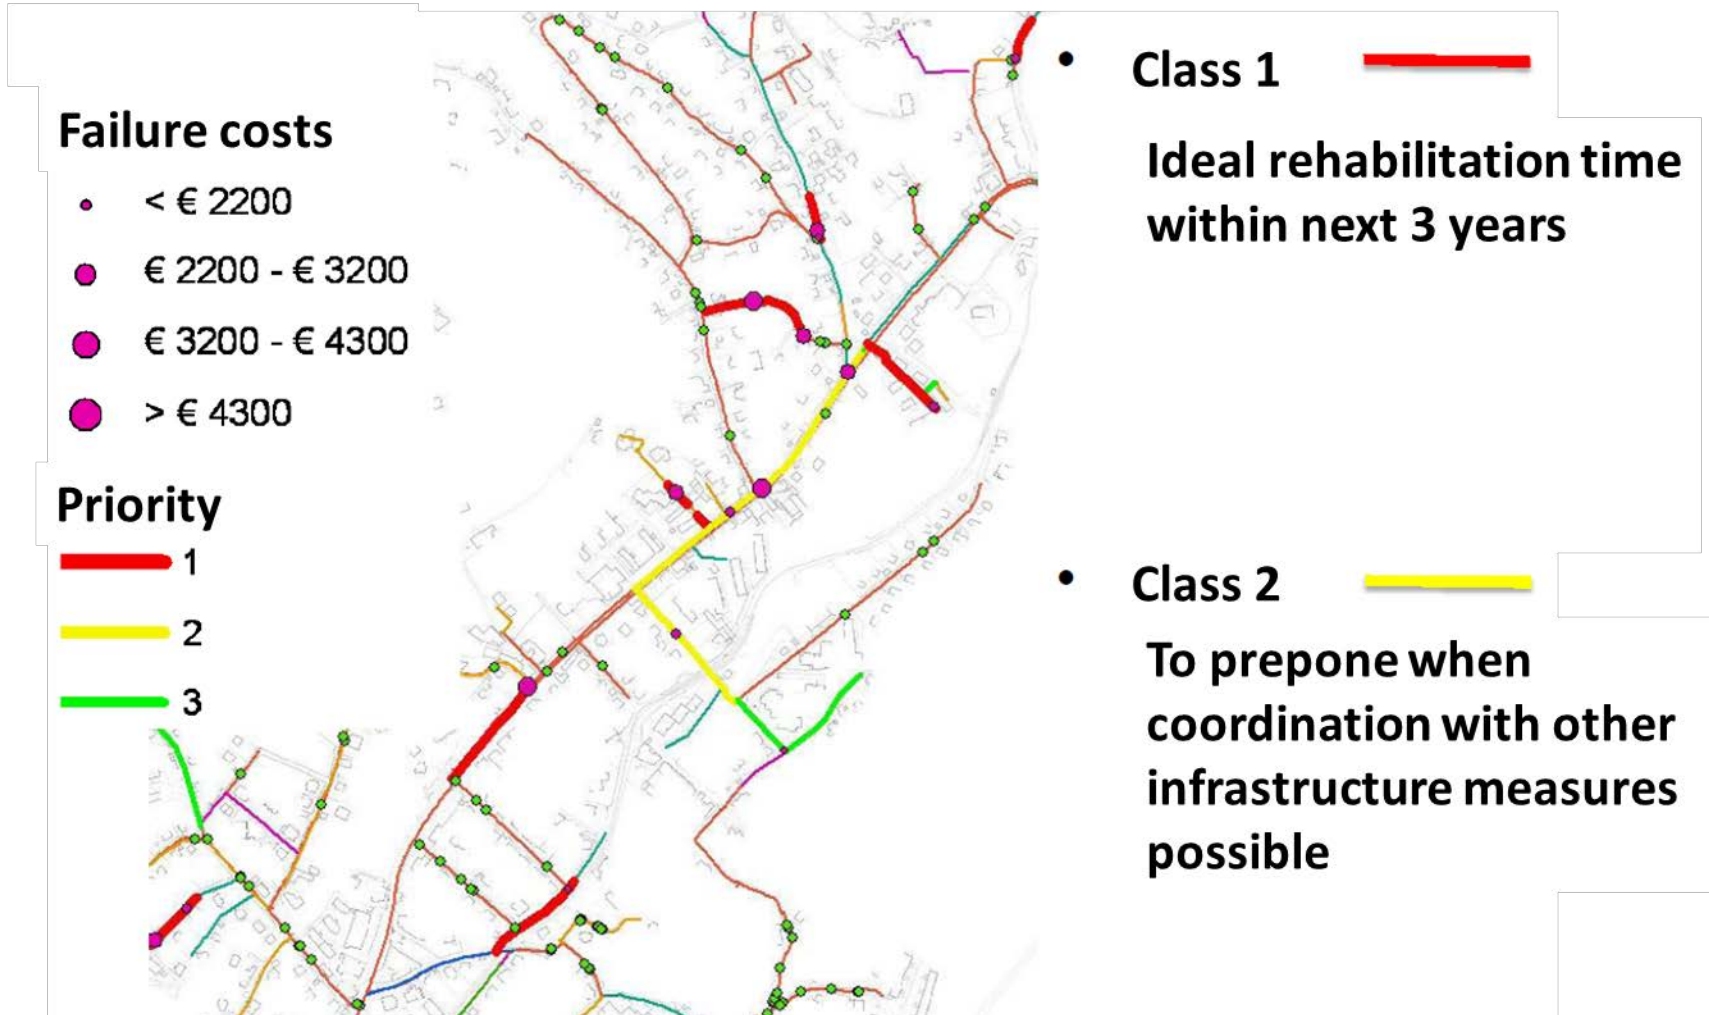 Failure costs
< € 2200
€ 2200 - € 3200
€ 3200 - € 4300
> € 4300
Priority
1
2
3
• Class 1
Ideal rehabilitation time
within next 3 years
• Class 2
To prepone when
coordination with other
infrastructure measures
possible